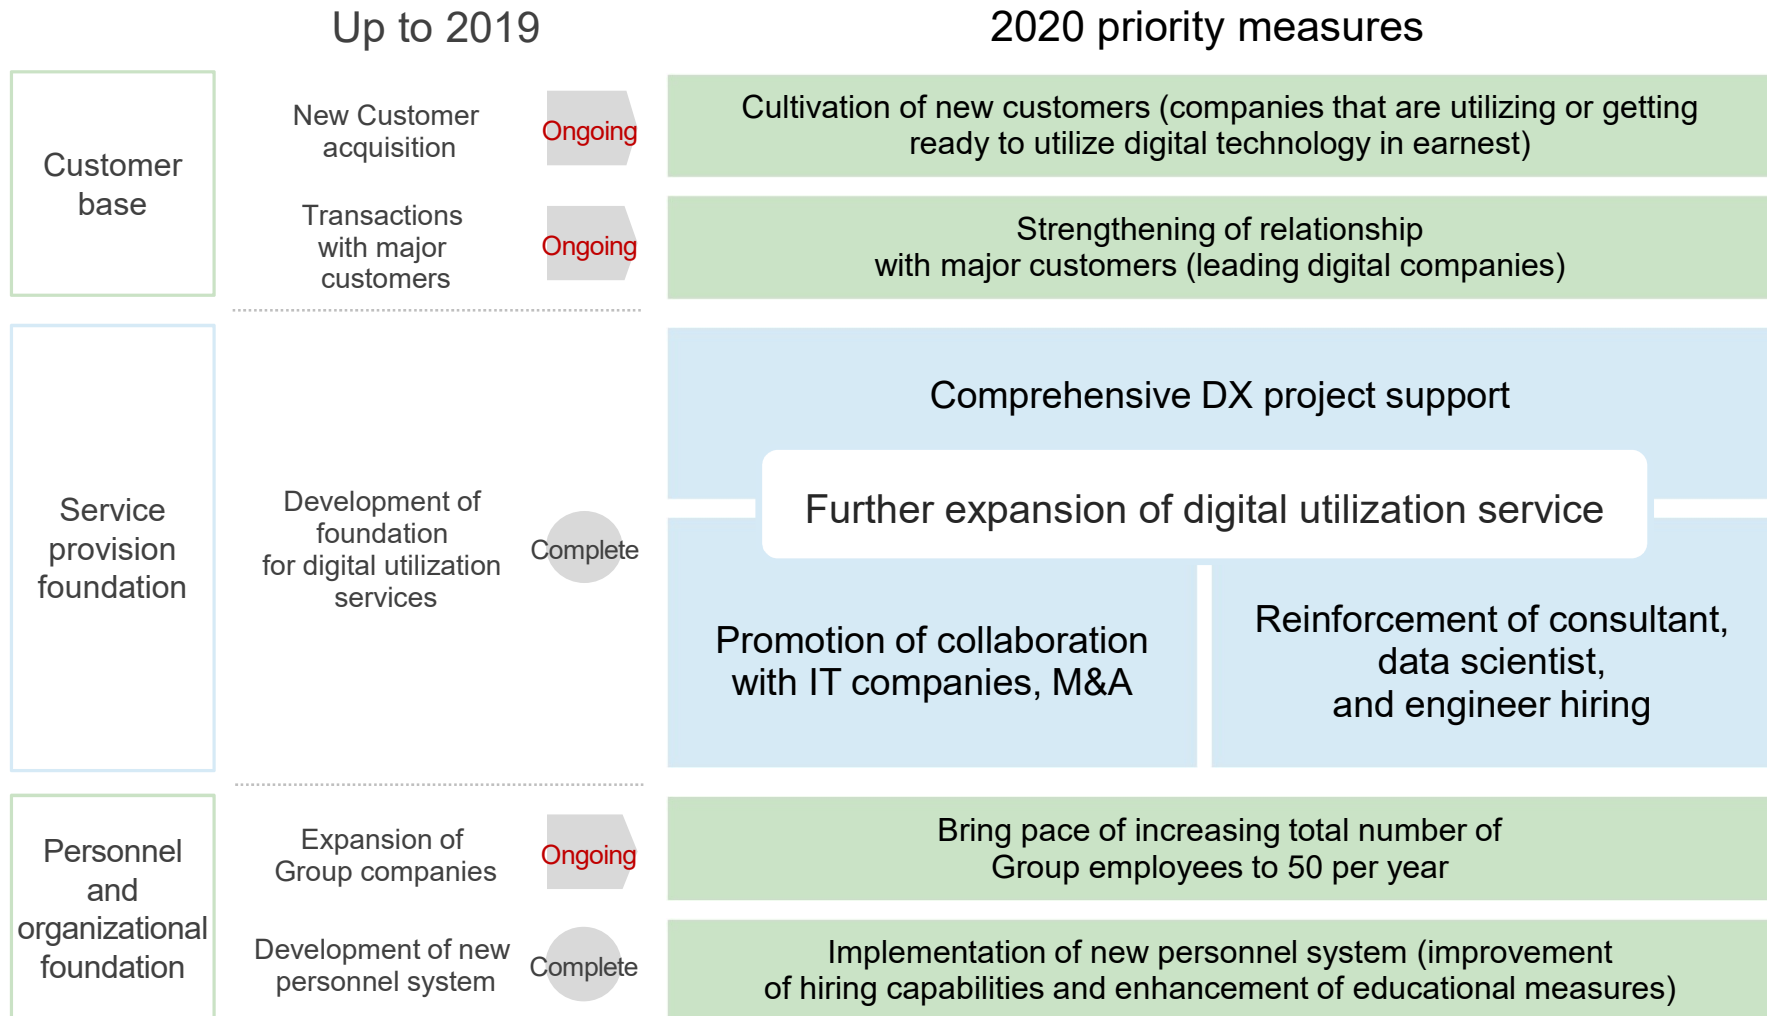 Up to 2019
2020 priority measures
Customer
base
New Customer
acquisition
Ongoing
Cultivation of new customers (companies that are utilizing or getting
ready to utilize digital technology in earnest)
Transactions
with major
customers
Ongoing
Strengthening of relationship
with major customers (leading digital companies)
Service
provision
foundation
Development of
foundation
for digital utilization
services
Complete
Comprehensive DX project support
Further expansion of digital utilization service
Promotion of collaboration
with IT companies, M&A
Reinforcement of consultant,
data scientist,
and engineer hiring
Personnel
and
organizational
foundation
Expansion of
Group companies
Ongoing
Bring pace of increasing total number of
Group employees to 50 per year
Development of new
personnel system
Complete
Implementation of new personnel system (improvement
of hiring capabilities and enhancement of educational measures)